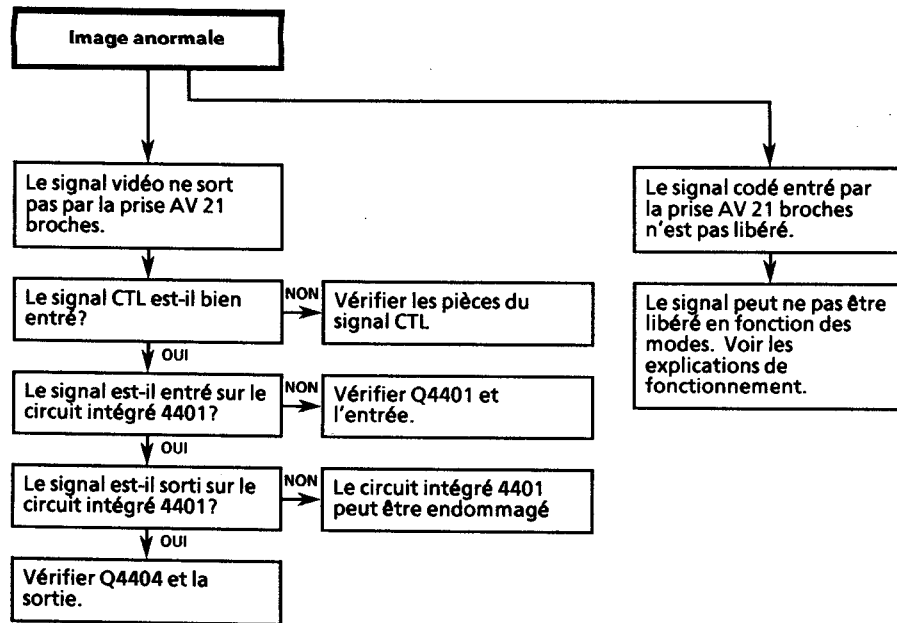 Image anormale
Le signal vidéo ne sort
pas par la prise AV 21
broches.
Le signal codé entré par
la prise AV 21 broches
n'est pas libéré.
Le signal CTL est-il bien
entré?
NON
Vérifier les pièces du
signal CTL
Le signal peut ne pas être
libéré en fonction des
modes. Voir les
explications de
fonctionnement.
OUI
Le signal est-il entré sur le
circuit intégré 4401?
NON
Vérifier Q4401 et
l'entrée.
OUI
Le signal est-il sorti sur le
circuit intégré 4401?
NON
Le circuit intégré 4401
peut être endommagé
OUI
Vérifier Q4404 et la
sortie.